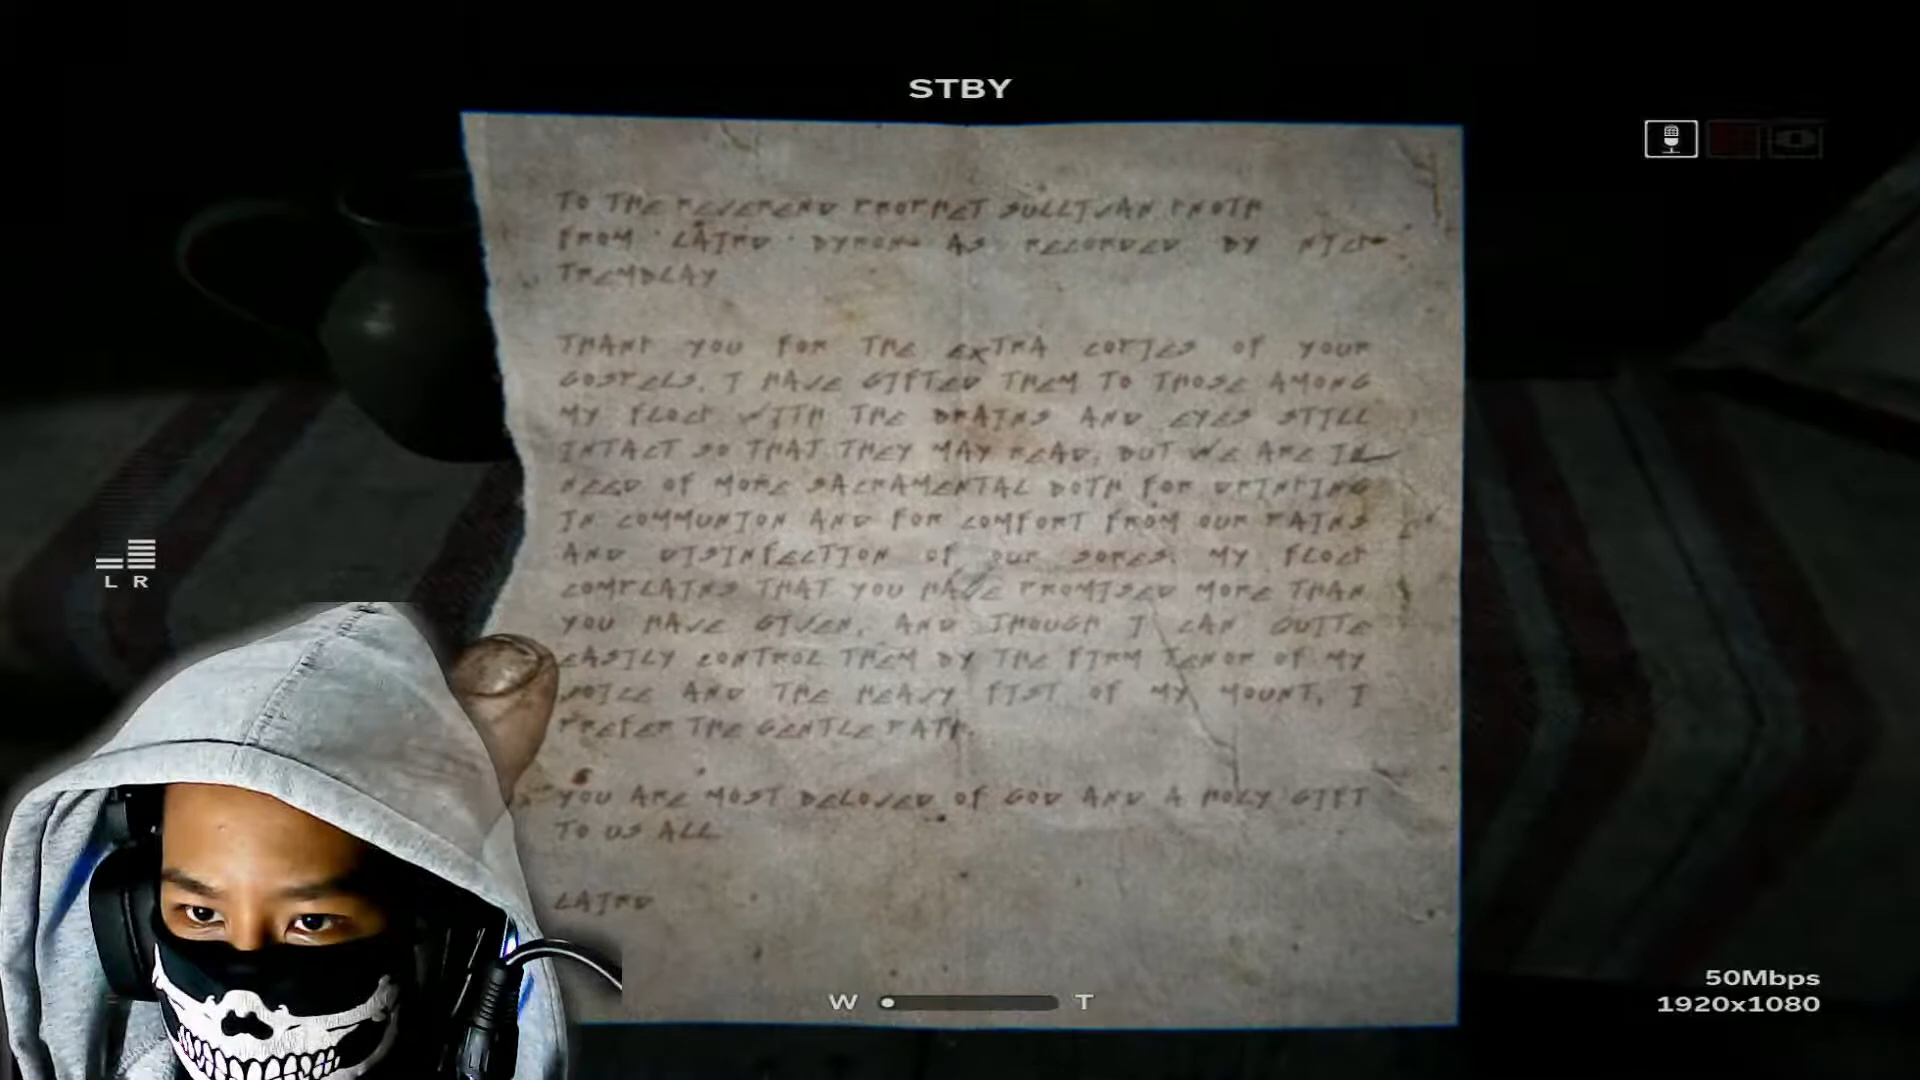 STBY
TO THE REVEREND PROPHET SULLIVAN KNOTH
FROM LAIRD BYRON AS RECORDED BY NICK
TREMBLAY
THANK YOU FOR THE EXTRA COPIES OF YOUR
GOSPELS. I HAVE GIFTED THEM TO THOSE AMONG
MY FLOCK WITH THE BRAINS AND EYES STILL
INTACT SO THAT THEY MAY READ, BUT WE ARE IN
NEED OF MORE SACRAMENTAL BOTH FOR DRINKING
IN COMMUNION AND FOR COMFORT FROM OUR PAINS
AND DISINFECTION OF OUR SORES. MY FLOCK
COMPLAINS THAT YOU HAVE PROMISED MORE THAN
YOU HAVE GIVEN, AND THOUGH I CAN QUITE
EASILY CONTROL THEM BY THE FIRM TENOR OF MY
VOICE AND THE HEAVY FIST OF MY MOUNT, I
PREFER THE GENTLE PATH.
YOU ARE MOST BELOVED OF GOD AND A HOLY GIFT
TO US ALL
LAIRD
L R
W T
50Mbps
1920x1080